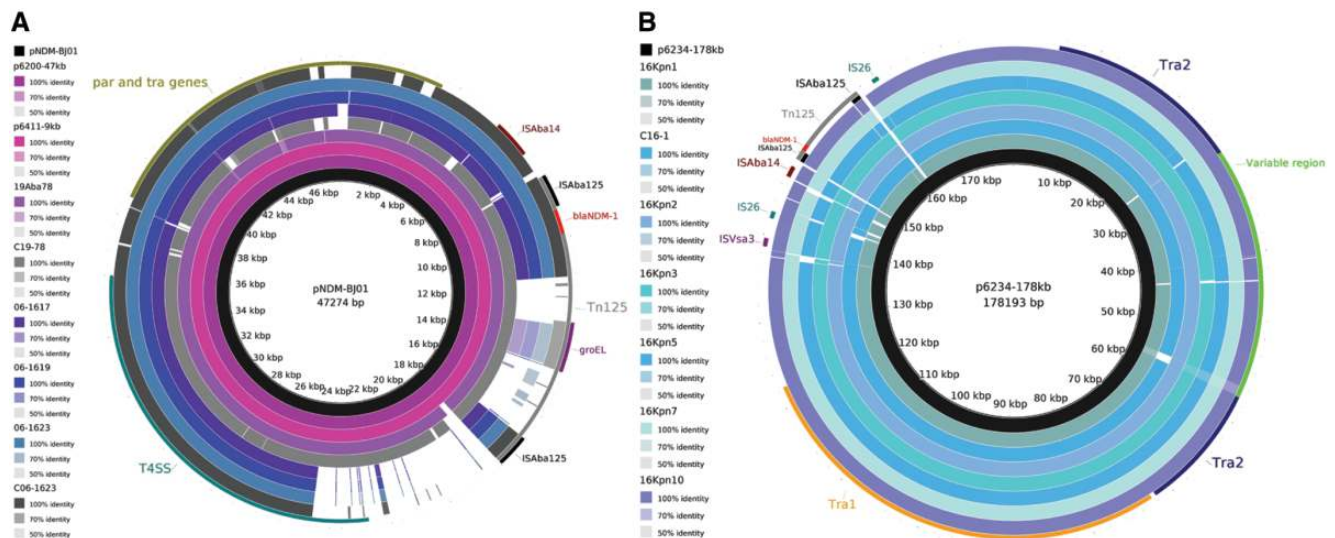 A
pNDM-BJ01
p6200-47kb
100% identity
70% identity
50% identity
p6411-9kb
100% identity
70% identity
50% identity
19Aba78
100% identity
70% identity
50% identity
C19-78
100% identity
70% identity
50% identity
06-1617
100% identity
70% identity
50% identity
06-1619
100% identity
70% identity
50% identity
06-1623
100% identity
70% identity
50% identity
C06-1623
100% identity
70% identity
50% identity
par and tra genes
ISAba14
ISAba125
blaNDM-1
Tn125
groEL
ISAba125
T4SS
2 kbp
4 kbp
6 kbp
8 kbp
10 kbp
12 kbp
14 kbp
16 kbp
18 kbp
20 kbp
22 kbp
24 kbp
26 kbp
28 kbp
30 kbp
32 kbp
34 kbp
36 kbp
38 kbp
40 kbp
42 kbp
44 kbp
46 kbp
pNDM-BJ01
47274 bp
B
p6234-178kb
16Kpn1
100% identity
70% identity
50% identity
C16-1
100% identity
70% identity
50% identity
16Kpn2
100% identity
70% identity
50% identity
16Kpn3
100% identity
70% identity
50% identity
16Kpn5
100% identity
70% identity
50% identity
16Kpn7
100% identity
70% identity
50% identity
16Kpn10
100% identity
70% identity
50% identity
IS26
ISAba125
Tn125
blaNDM-1
ISAba125
ISAba14
IS26
ISVsa3
Tra2
Variable region
Tra2
Tra1
10 kbp
20 kbp
30 kbp
40 kbp
50 kbp
60 kbp
70 kbp
80 kbp
90 kbp
100 kbp
110 kbp
120 kbp
130 kbp
140 kbp
150 kbp
160 kbp
170 kbp
p6234-178kb
178193 bp